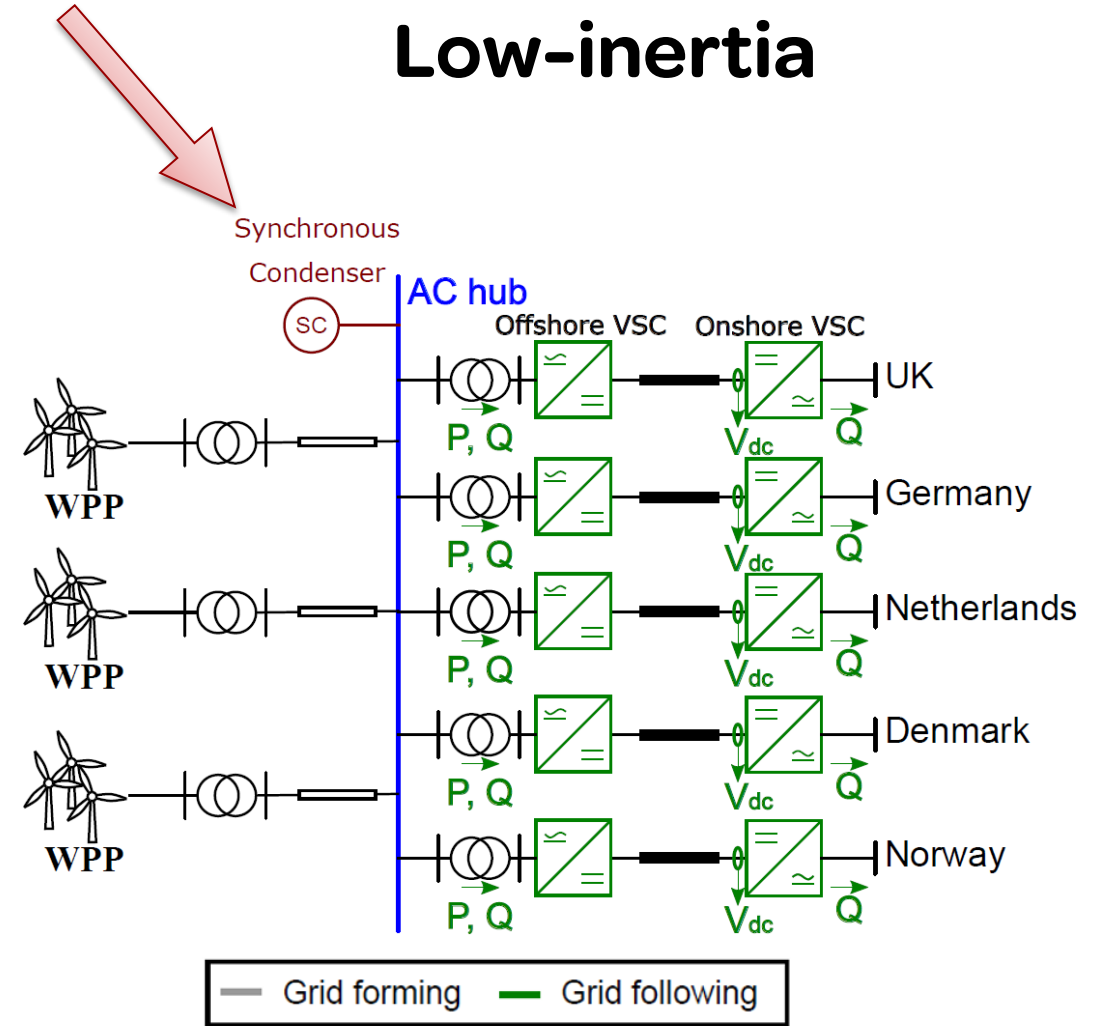 Low-inertia
Synchronous
Condenser
SC
AC hub
Offshore VSC
Onshore VSC
P, Q
Vdc
Q
UK
WPP
P, Q
Vdc
Q
Germany
P, Q
Vdc
Q
Netherlands
WPP
P, Q
Vdc
Q
Denmark
WPP
P, Q
Vdc
Q
Norway
Grid forming
Grid following